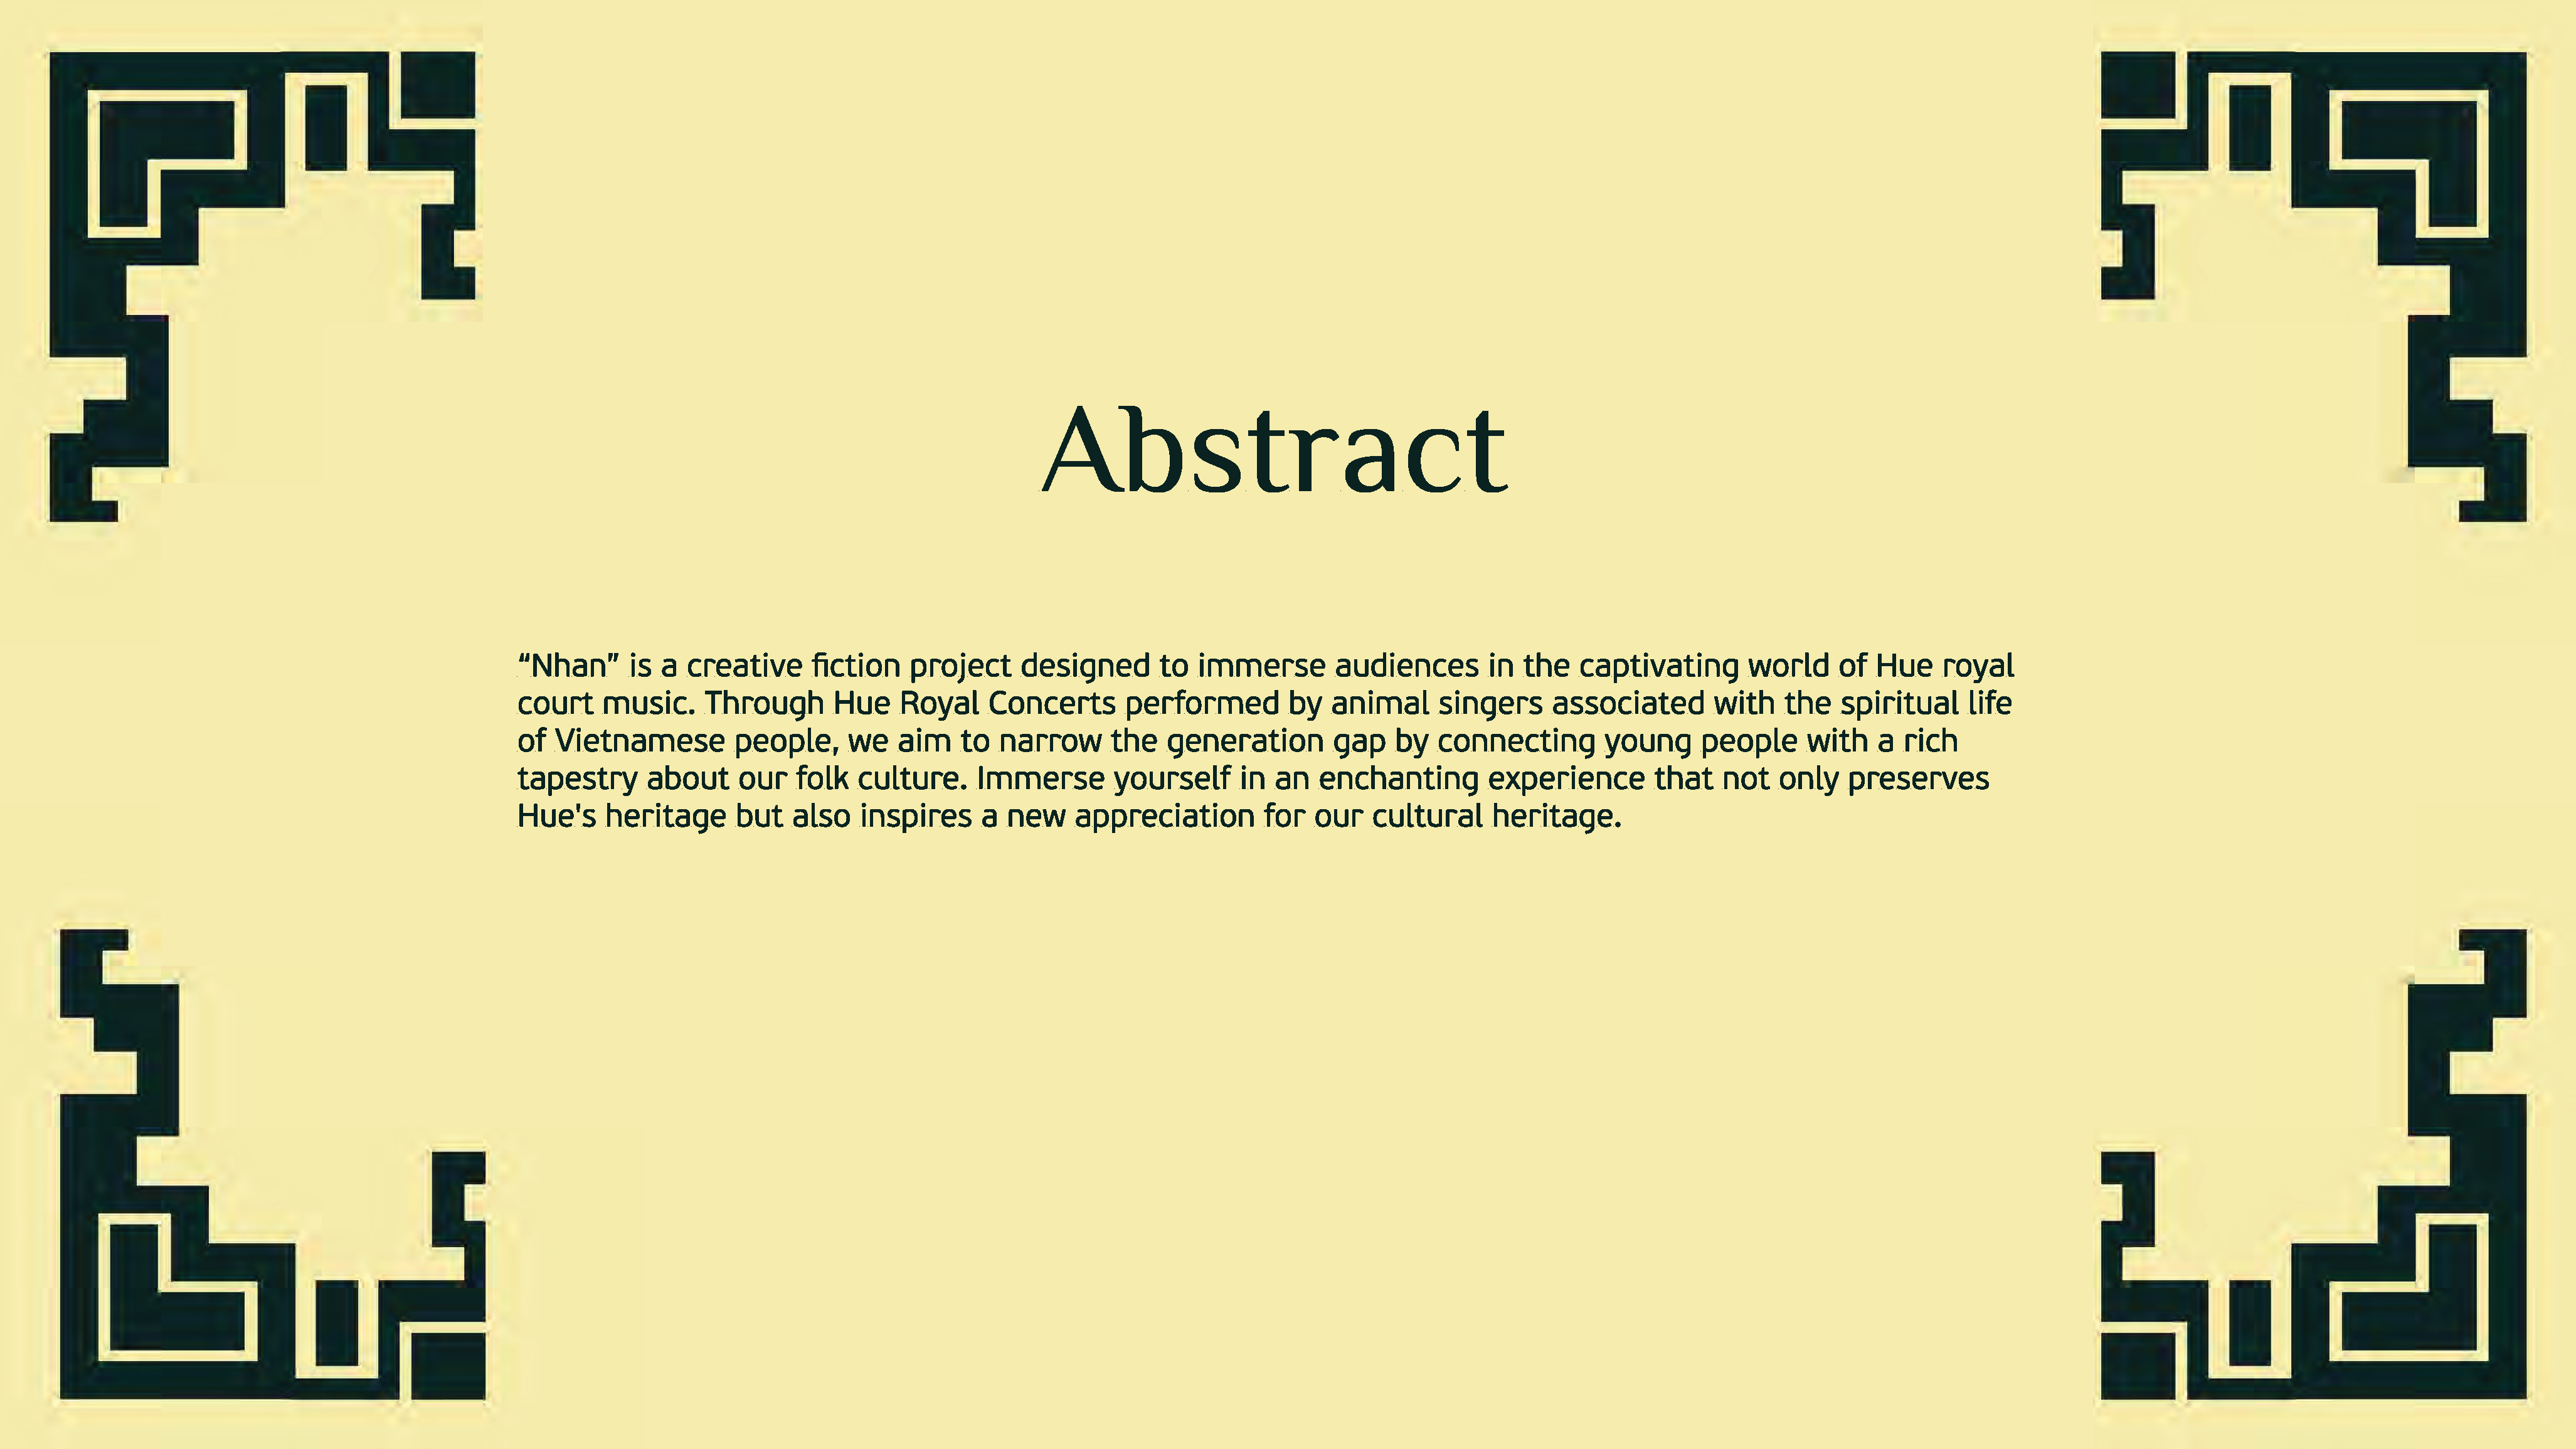 Abstract
“Nhan” is a creative fiction project designed to immerse audiences in the captivating world of Hue royal
court music. Through Hue Royal Concerts performed by animal singers associated with the spiritual life
of Vietnamese people, we aim to narrow the generation gap by connecting young people with a rich
tapestry about our folk culture. Immerse yourself in an enchanting experience that not only preserves
Hue's heritage but also inspires a new appreciation for our cultural heritage.